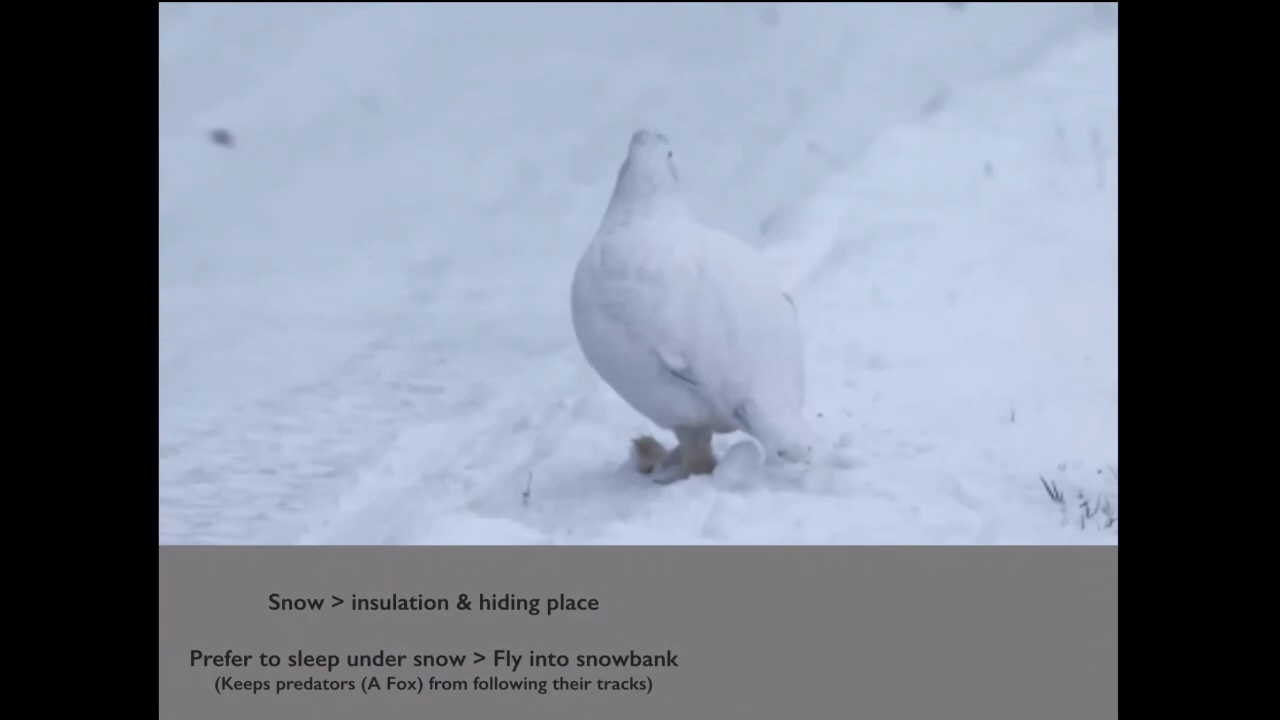 Snow > insulation & hiding place
Prefer to sleep under snow > Fly into snowbank
(Keeps predators (A Fox) from following their tracks)